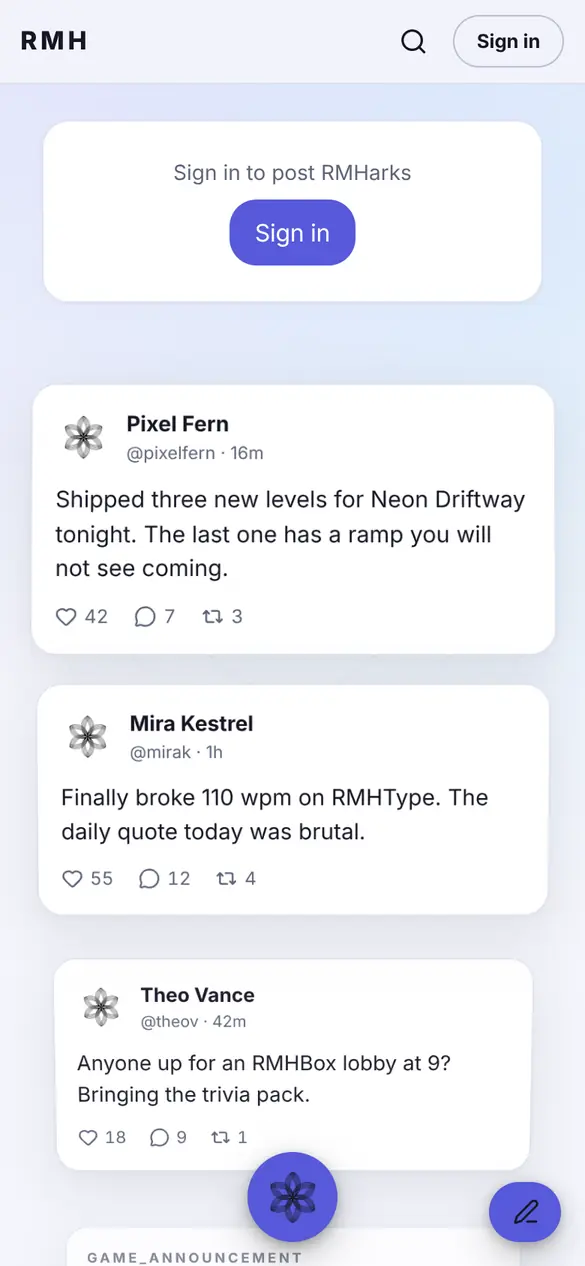 RMH
Sign in
Sign in to post RMHarks
Sign in
Pixel Fern
@pixelfern · 16m
Shipped three new levels for Neon Driftway
tonight. The last one has a ramp you will
not see coming.
42 7 3
Mira Kestrel
@mirak · 1h
Finally broke 110 wpm on RMHType. The
daily quote today was brutal.
55 12 4
Theo Vance
@theov · 42m
Anyone up for an RMHBox lobby at 9?
Bringing the trivia pack.
18 9 1
GAME_ANNOUNCEMENT